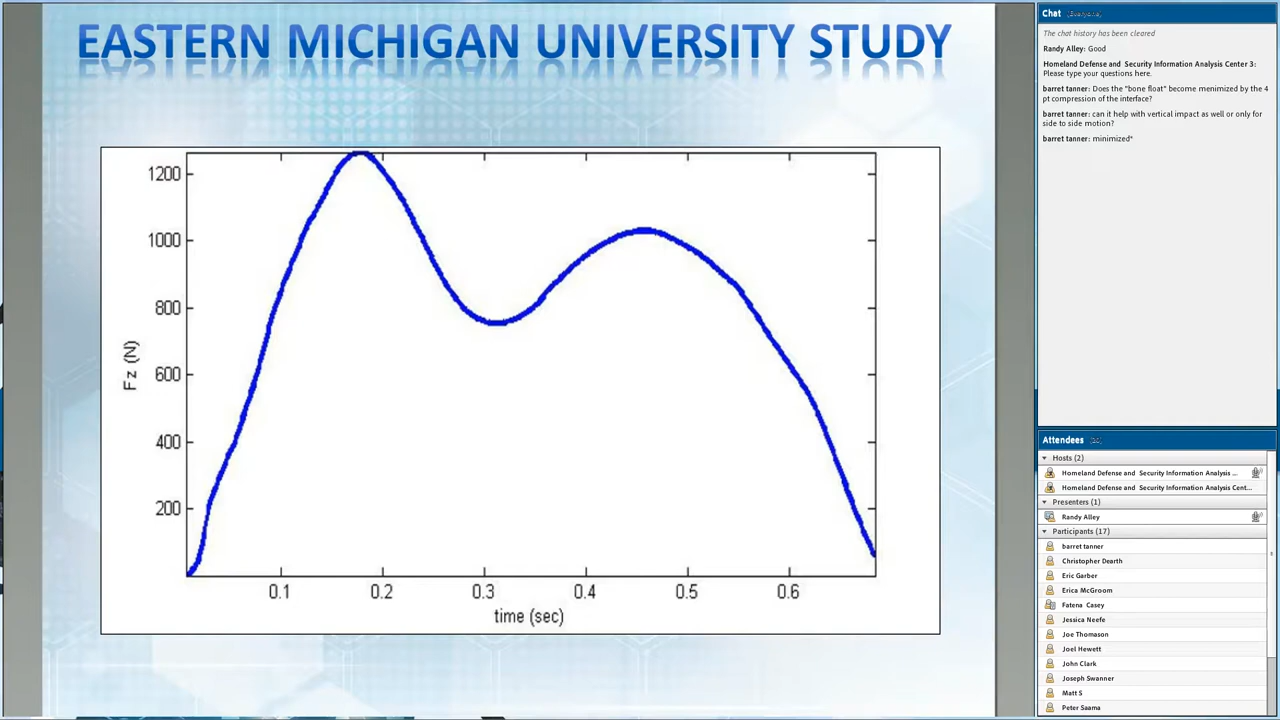 EASTERN MICHIGAN UNIVERSITY STUDY
1200
1000
800
600
400
200
Fz (N)
0.1 0.2 0.3 0.4 0.5 0.6
time (sec)
Chat (Everyone)
The chat history has been cleared
Randy Alley: Good
Homeland Defense and Security Information Analysis Center 3:
Please type your questions here.
barret tanner: Does the "bone float" become menimized by the 4
pt compression of the interface?
barret tanner: can it help with vertical impact as well or only for
side to side motion?
barret tanner: minimized*
Attendees
Hosts (2)
Homeland Defense and Security Information Analysis ...
Homeland Defense and Security Information Analysis Cent...
Presenters (1)
Randy Alley
Participants (17)
barret tanner
Christopher Dearth
Eric Garber
Erica McGroom
Fatena Casey
Jessica Neefe
Joe Thomason
Joel Hewett
John Clark
Joseph Swanner
Matt S
Peter Saama